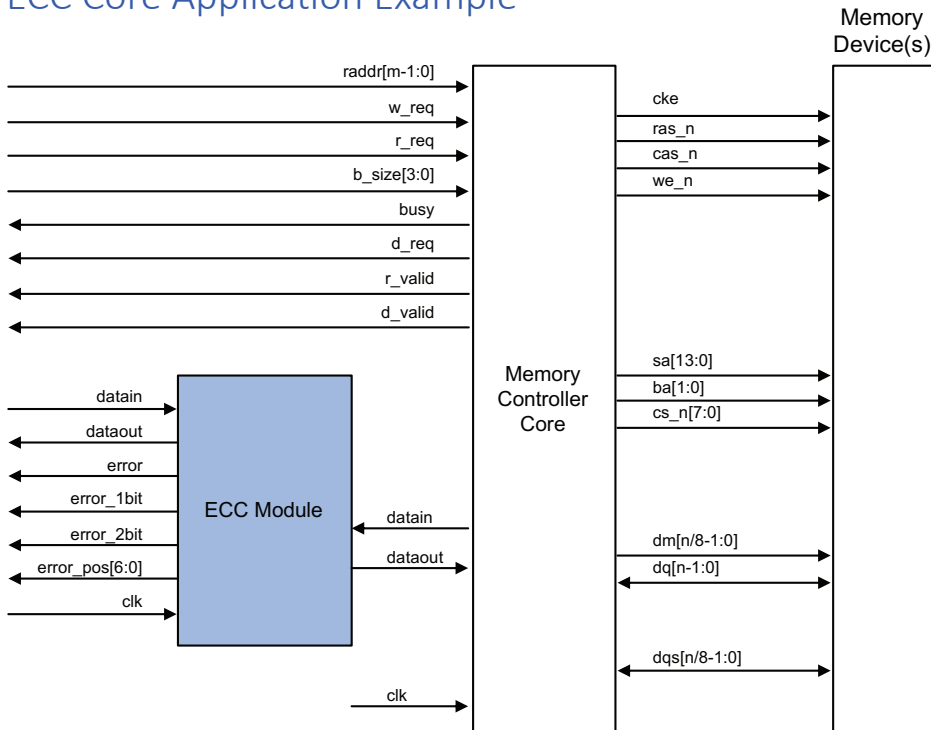 ECC Core Application Example
Memory
Device(s)
raddr[m-1:0]
w_req
r_req
b_size[3:0]
busy
d_req
r_valid
d_valid
cke
ras_n
cas_n
we_n
sa[13:0]
ba[1:0]
cs_n[7:0]
Memory
Controller
Core
datain
dataout
error
error_1bit
error_2bit
error_pos[6:0]
clk
ECC Module
datain
dataout
dm[n/8-1:0]
dq[n-1:0]
dqs[n/8-1:0]
clk